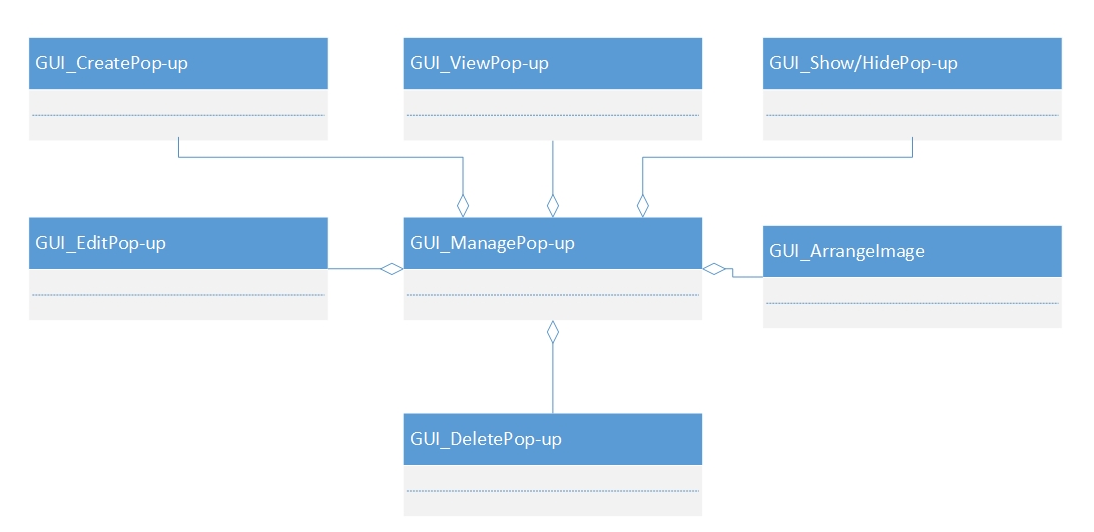 GUI_CreatePop-up
GUI_ViewPop-up
GUI_Show/HidePop-up
GUI_EditPop-up
GUI_ManagePop-up
GUI_ArrangeImage
GUI_DeletePop-up